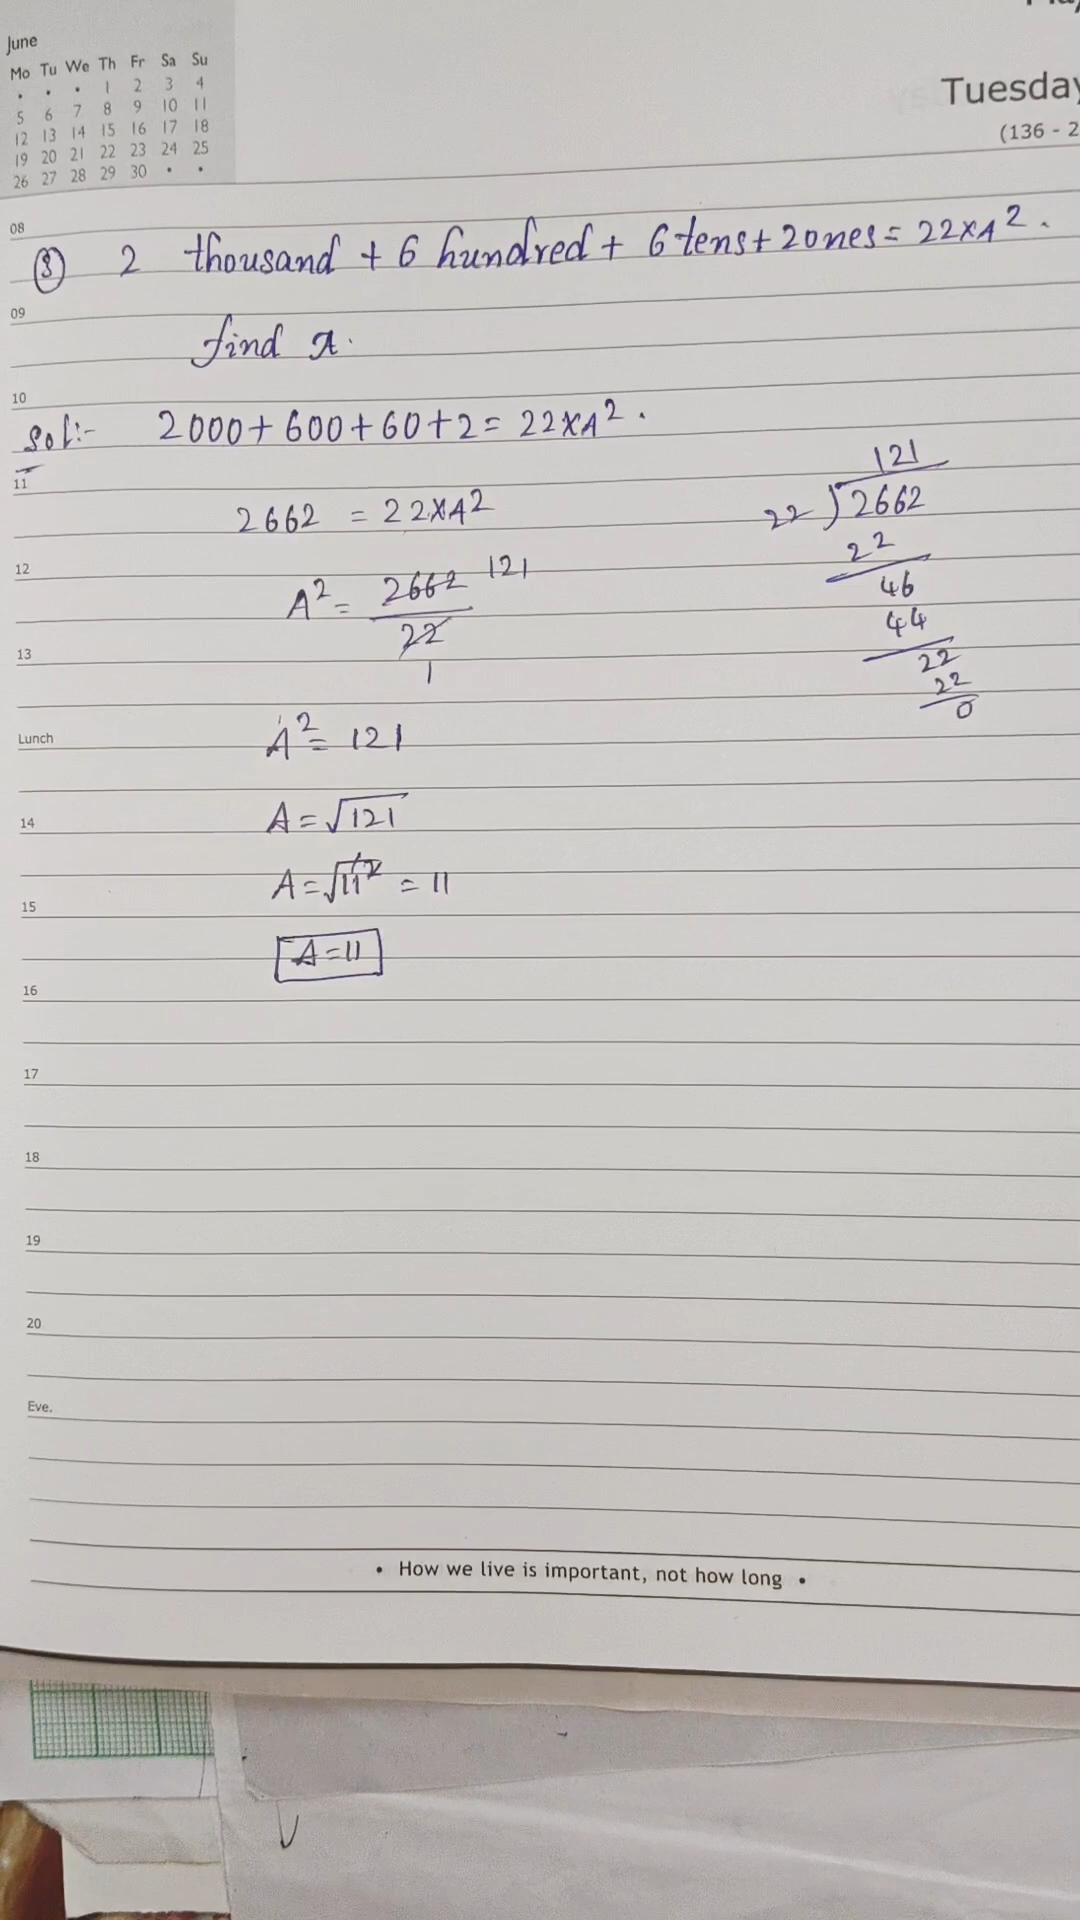 June
Mo Tu We Th Fr Sa Su
• • • 1 2 3 4
5 6 7 8 9 10 11
12 13 14 15 16 17 18
19 20 21 22 23 24 25
26 27 28 29 30 • •
Tuesday
(136 - 2
08
③ 2 thousand + 6 hundred + 6 tens + 2 ones = 22×A².
09
find A.
10
Sol:- 2000 + 600 + 60 + 2 = 22×A².
11
2662 = 22×A²
121
22 ) 2662
22
46
44
22
22
0
12
A² = 2662 121
22
1
13
Lunch
A² = 121
14
A = √121
A = √11² = 11
15
A = 11
16
17
18
19
20
Eve.
• How we live is important, not how long •